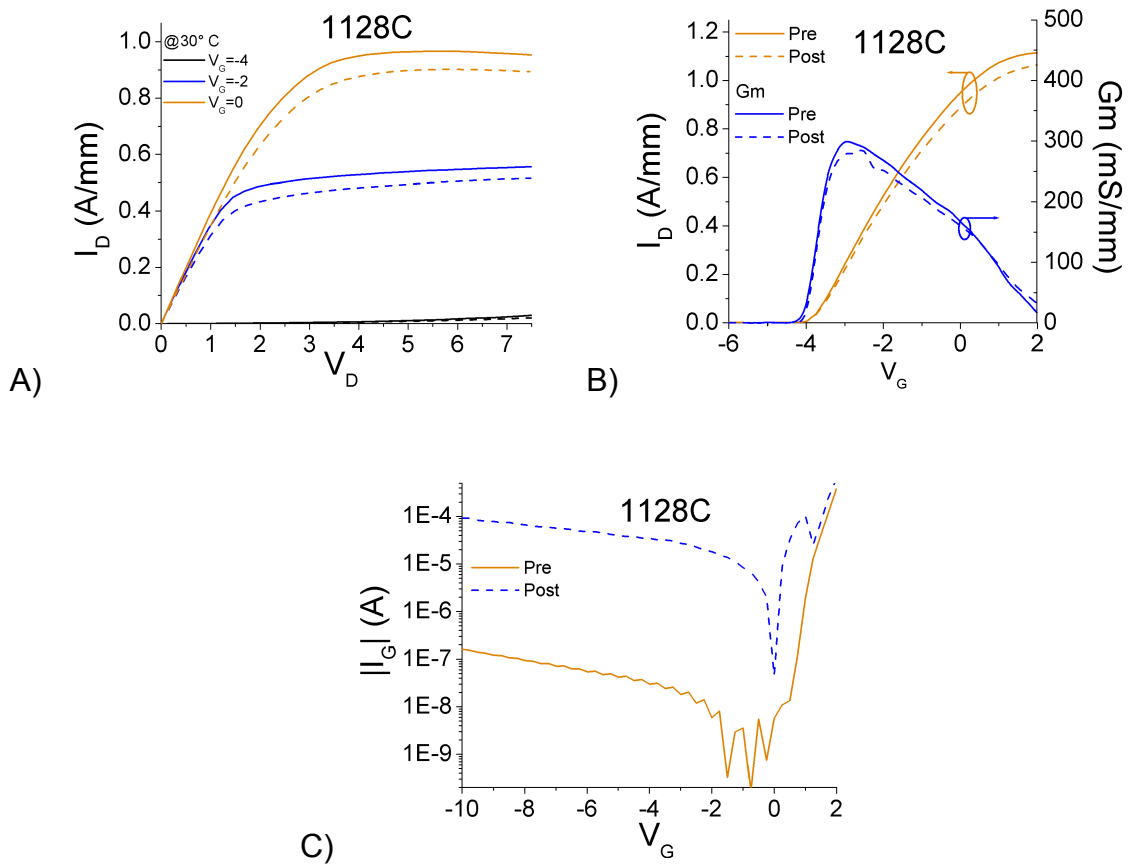 1128C
@30° C
V_G=-4
V_G=-2
V_G=0
I_D (A/mm)
1.0
0.8
0.6
0.4
0.2
0.0
0 1 2 3 4 5 6 7
V_D
A)
1128C
Pre
Post
Gm
Pre
Post
I_D (A/mm)
1.2
1.0
0.8
0.6
0.4
0.2
0.0
500
400
300
200
100
0
Gm (mS/mm)
-6 -4 -2 0 2
V_G
B)
1128C
Pre
Post
|I_G| (A)
1E-4
1E-5
1E-6
1E-7
1E-8
1E-9
-10 -8 -6 -4 -2 0 2
V_G
C)